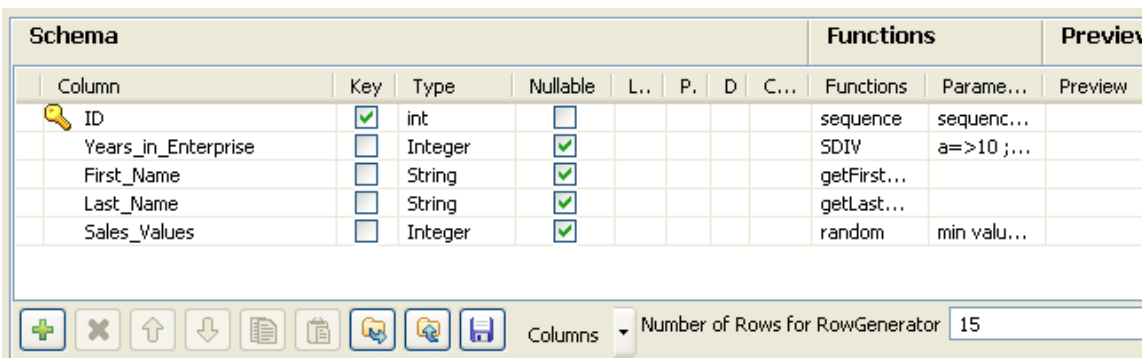 Schema Functions Preview
Column Key Type Nullable L... P. D C... Functions Parame... Preview
ID int sequence sequenc...
Years_in_Enterprise Integer SDIV a=>10 ;...
First_Name String getFirst...
Last_Name String getLast...
Sales_Values Integer random min valu...
Columns Number of Rows for RowGenerator 15